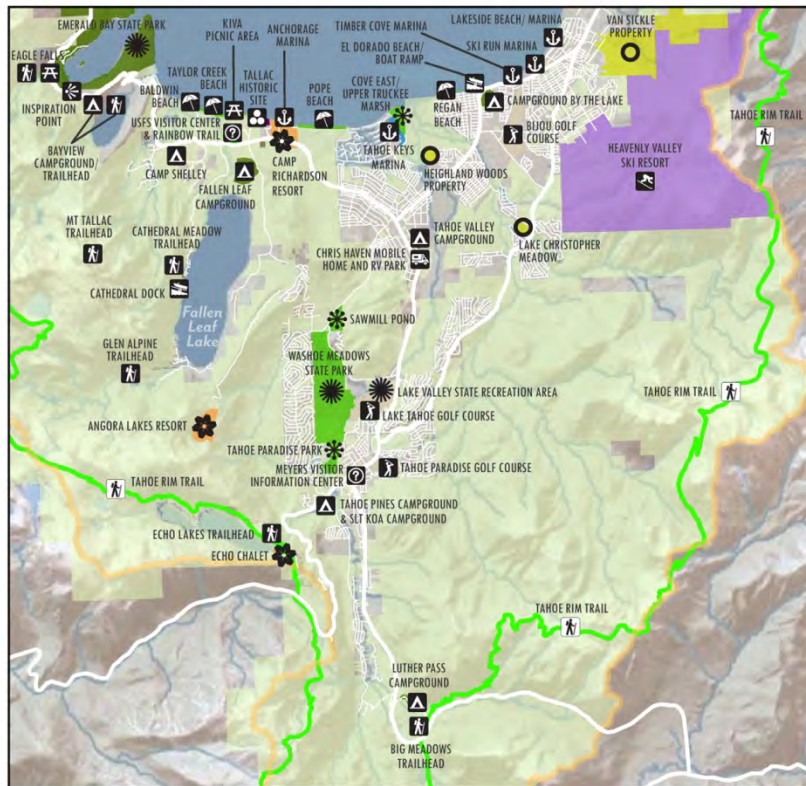 EMERALD BAY STATE PARK
KIVA
PICNIC AREA
ANCHORAGE
MARINA
TIMBER COVE MARINA
LAKESIDE BEACH/ MARINA
VAN SICKLE
PROPERTY
SKI RUN MARINA
EL DORADO BEACH/
BOAT RAMP
EAGLE FALLS
TAYLOR CREEK
BEACH
TALLAC
HISTORIC
SITE
COVE EAST/
UPPER TRUCKEE
MARSH
BALDWIN
BEACH
POPE
BEACH
REGAN
BEACH
CAMPGROUND BY THE LAKE
TAHOE RIM TRAIL
INSPIRATION
POINT
USFS VISITOR CENTER
& RAINBOW TRAIL
BIJOU GOLF
COURSE
TAHOE KEYS
MARINA
BAYVIEW
CAMPGROUND/
TRAILHEAD
CAMP SHELLEY
CAMP
RICHARDSON
RESORT
HEIGHLAND WOODS
PROPERTY
HEAVENLY VALLEY
SKI RESORT
FALLEN LEAF
CAMPGROUND
MT TALLAC
TRAILHEAD
CATHEDRAL MEADOW
TRAILHEAD
TAHOE VALLEY
CAMPGROUND
LAKE CHRISTOPHER
MEADOW
CHRIS HAVEN MOBILE
HOME AND RV PARK
CATHEDRAL DOCK
Fallen
Leaf
Lake
SAWMILL POND
GLEN ALPINE
TRAILHEAD
WASHOE MEADOWS
STATE PARK
LAKE VALLEY STATE RECREATION AREA
TAHOE RIM TRAIL
LAKE TAHOE GOLF COURSE
ANGORA LAKES RESORT
TAHOE PARADISE PARK
MEYERS VISITOR
INFORMATION CENTER
TAHOE PARADISE GOLF COURSE
TAHOE RIM TRAIL
TAHOE PINES CAMPGROUND
& SLT KOA CAMPGROUND
ECHO LAKES TRAILHEAD
ECHO CHALET
TAHOE RIM TRAIL
LUTHER PASS
CAMPGROUND
BIG MEADOWS
TRAILHEAD